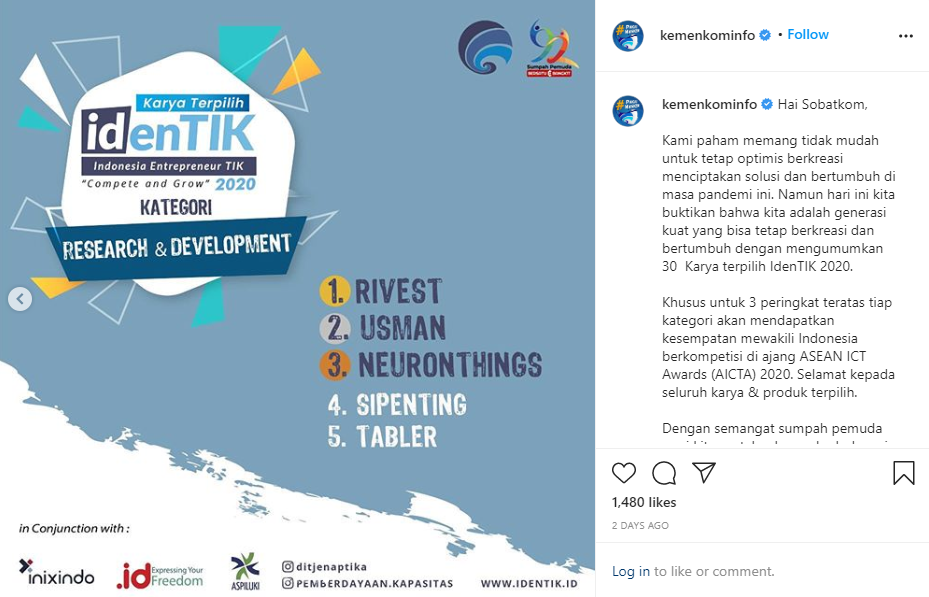 Sumpah Pemuda
BERSATU & BANGKIT
Karya Terpilih
idenTIK
Indonesia Entrepreneur TIK
"Compete and Grow" 2020
KATEGORI
RESEARCH & DEVELOPMENT
1. RIVEST
2. USMAN
3. NEURONTHINGS
4. SIPENTING
5. TABLER
in Conjunction with :
inixindo
.id Expressing Your
Freedom
ASPILUKI
ditjenaptika
PEMBERDAYAAN.KAPASITAS
WWW.IDENTIK.ID
kemenkominfo • Follow
kemenkominfo Hai Sobatkom,
Kami paham memang tidak mudah
untuk tetap optimis berkreasi
menciptakan solusi dan bertumbuh di
masa pandemi ini. Namun hari ini kita
buktikan bahwa kita adalah generasi
kuat yang bisa tetap berkreasi dan
bertumbuh dengan mengumumkan
30 Karya terpilih IdenTIK 2020.
Khusus untuk 3 peringkat teratas tiap
kategori akan mendapatkan
kesempatan mewakili Indonesia
berkompetisi di ajang ASEAN ICT
Awards (AICTA) 2020. Selamat kepada
seluruh karya & produk terpilih.
Dengan semangat sumpah pemuda
1,480 likes
2 DAYS AGO
Log in to like or comment.